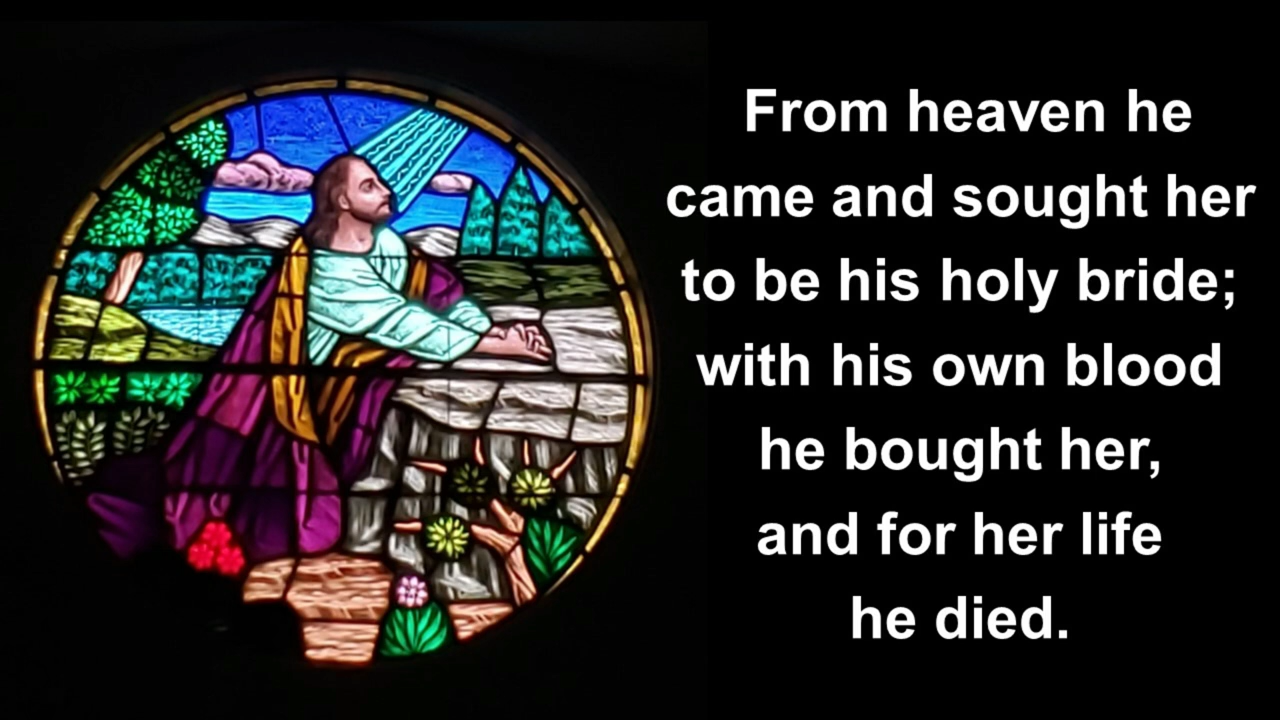 From heaven he
came and sought her
to be his holy bride;
with his own blood
he bought her,
and for her life
he died.